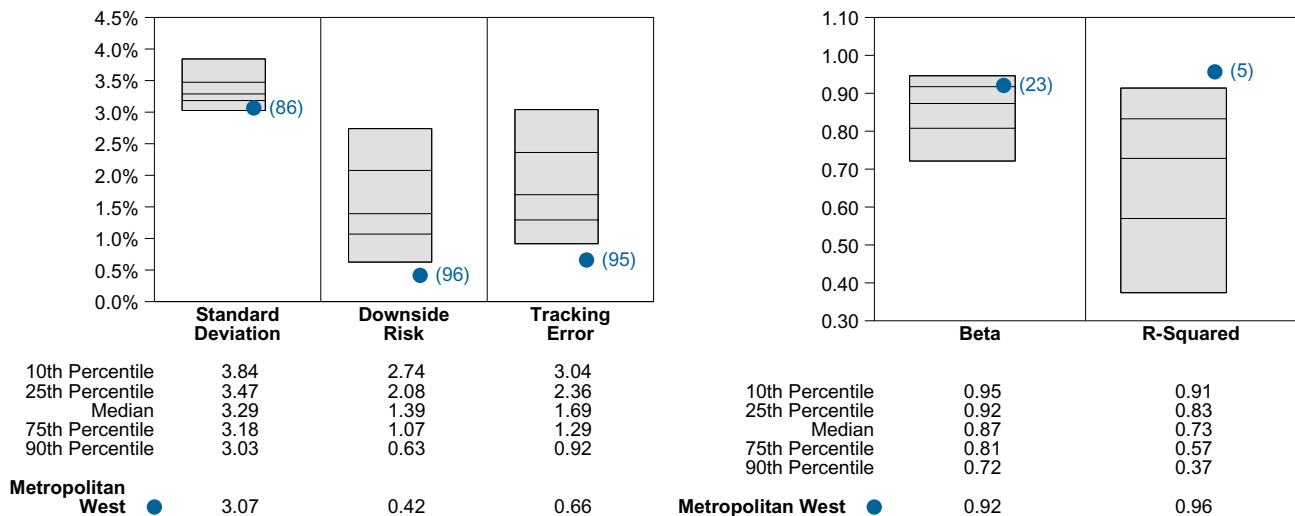 4.5%
4.0%
3.5%
3.0%
2.5%
2.0%
1.5%
1.0%
0.5%
0.0%
(86)
(96)
(95)
Standard Deviation
Downside Risk
Tracking Error
10th Percentile 3.84 2.74 3.04
25th Percentile 3.47 2.08 2.36
Median 3.29 1.39 1.69
75th Percentile 3.18 1.07 1.29
90th Percentile 3.03 0.63 0.92
Metropolitan
West 3.07 0.42 0.66
1.10
1.00
0.90
0.80
0.70
0.60
0.50
0.40
0.30
(23)
(5)
Beta R-Squared
10th Percentile 0.95 0.91
25th Percentile 0.92 0.83
Median 0.87 0.73
75th Percentile 0.81 0.57
90th Percentile 0.72 0.37
Metropolitan West 0.92 0.96